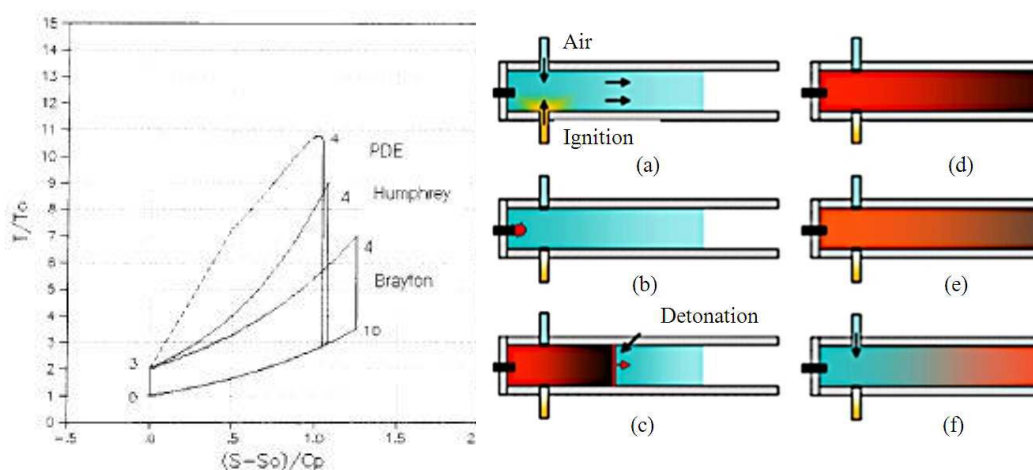 15
14
13
12
11
10
9
8
7
6
5
4
3
2
1
0
T/To
-.5
.0
.5
1.0
1.5
2
(S-So)/Cp
4
PDE
Humphrey
4
4
Brayton
10
3
0
Air
Ignition
(a)
(b)
Detonation
(c)
(d)
(e)
(f)